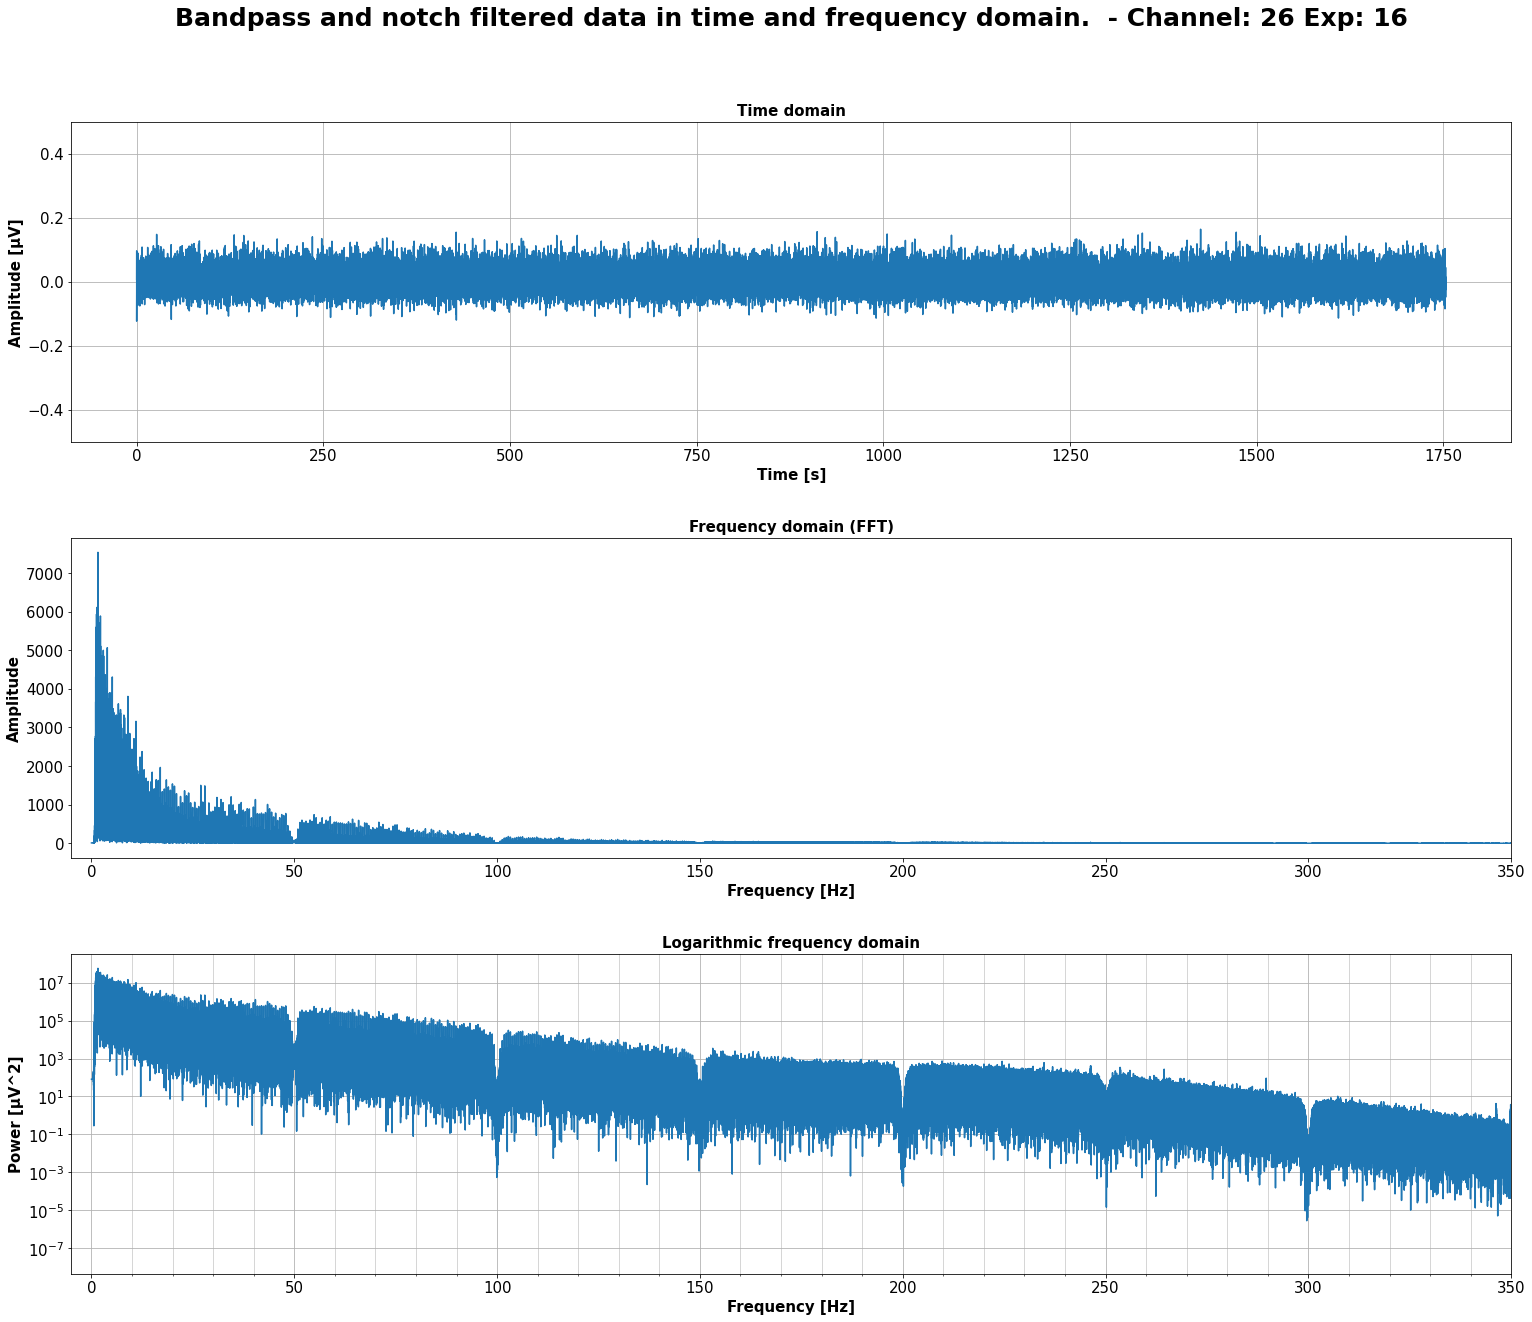 Bandpass and notch filtered data in time and frequency domain.  - Channel: 26 Exp: 16
Time domain
Amplitude [µV]
0.4
0.2
0.0
−0.2
−0.4
0 250 500 750 1000 1250 1500 1750
Time [s]
Frequency domain (FFT)
Amplitude
7000
6000
5000
4000
3000
2000
1000
0
0 50 100 150 200 250 300 350
Frequency [Hz]
Logarithmic frequency domain
Power [µV^2]
10^7
10^5
10^3
10^1
10^−1
10^−3
10^−5
10^−7
0 50 100 150 200 250 300 350
Frequency [Hz]